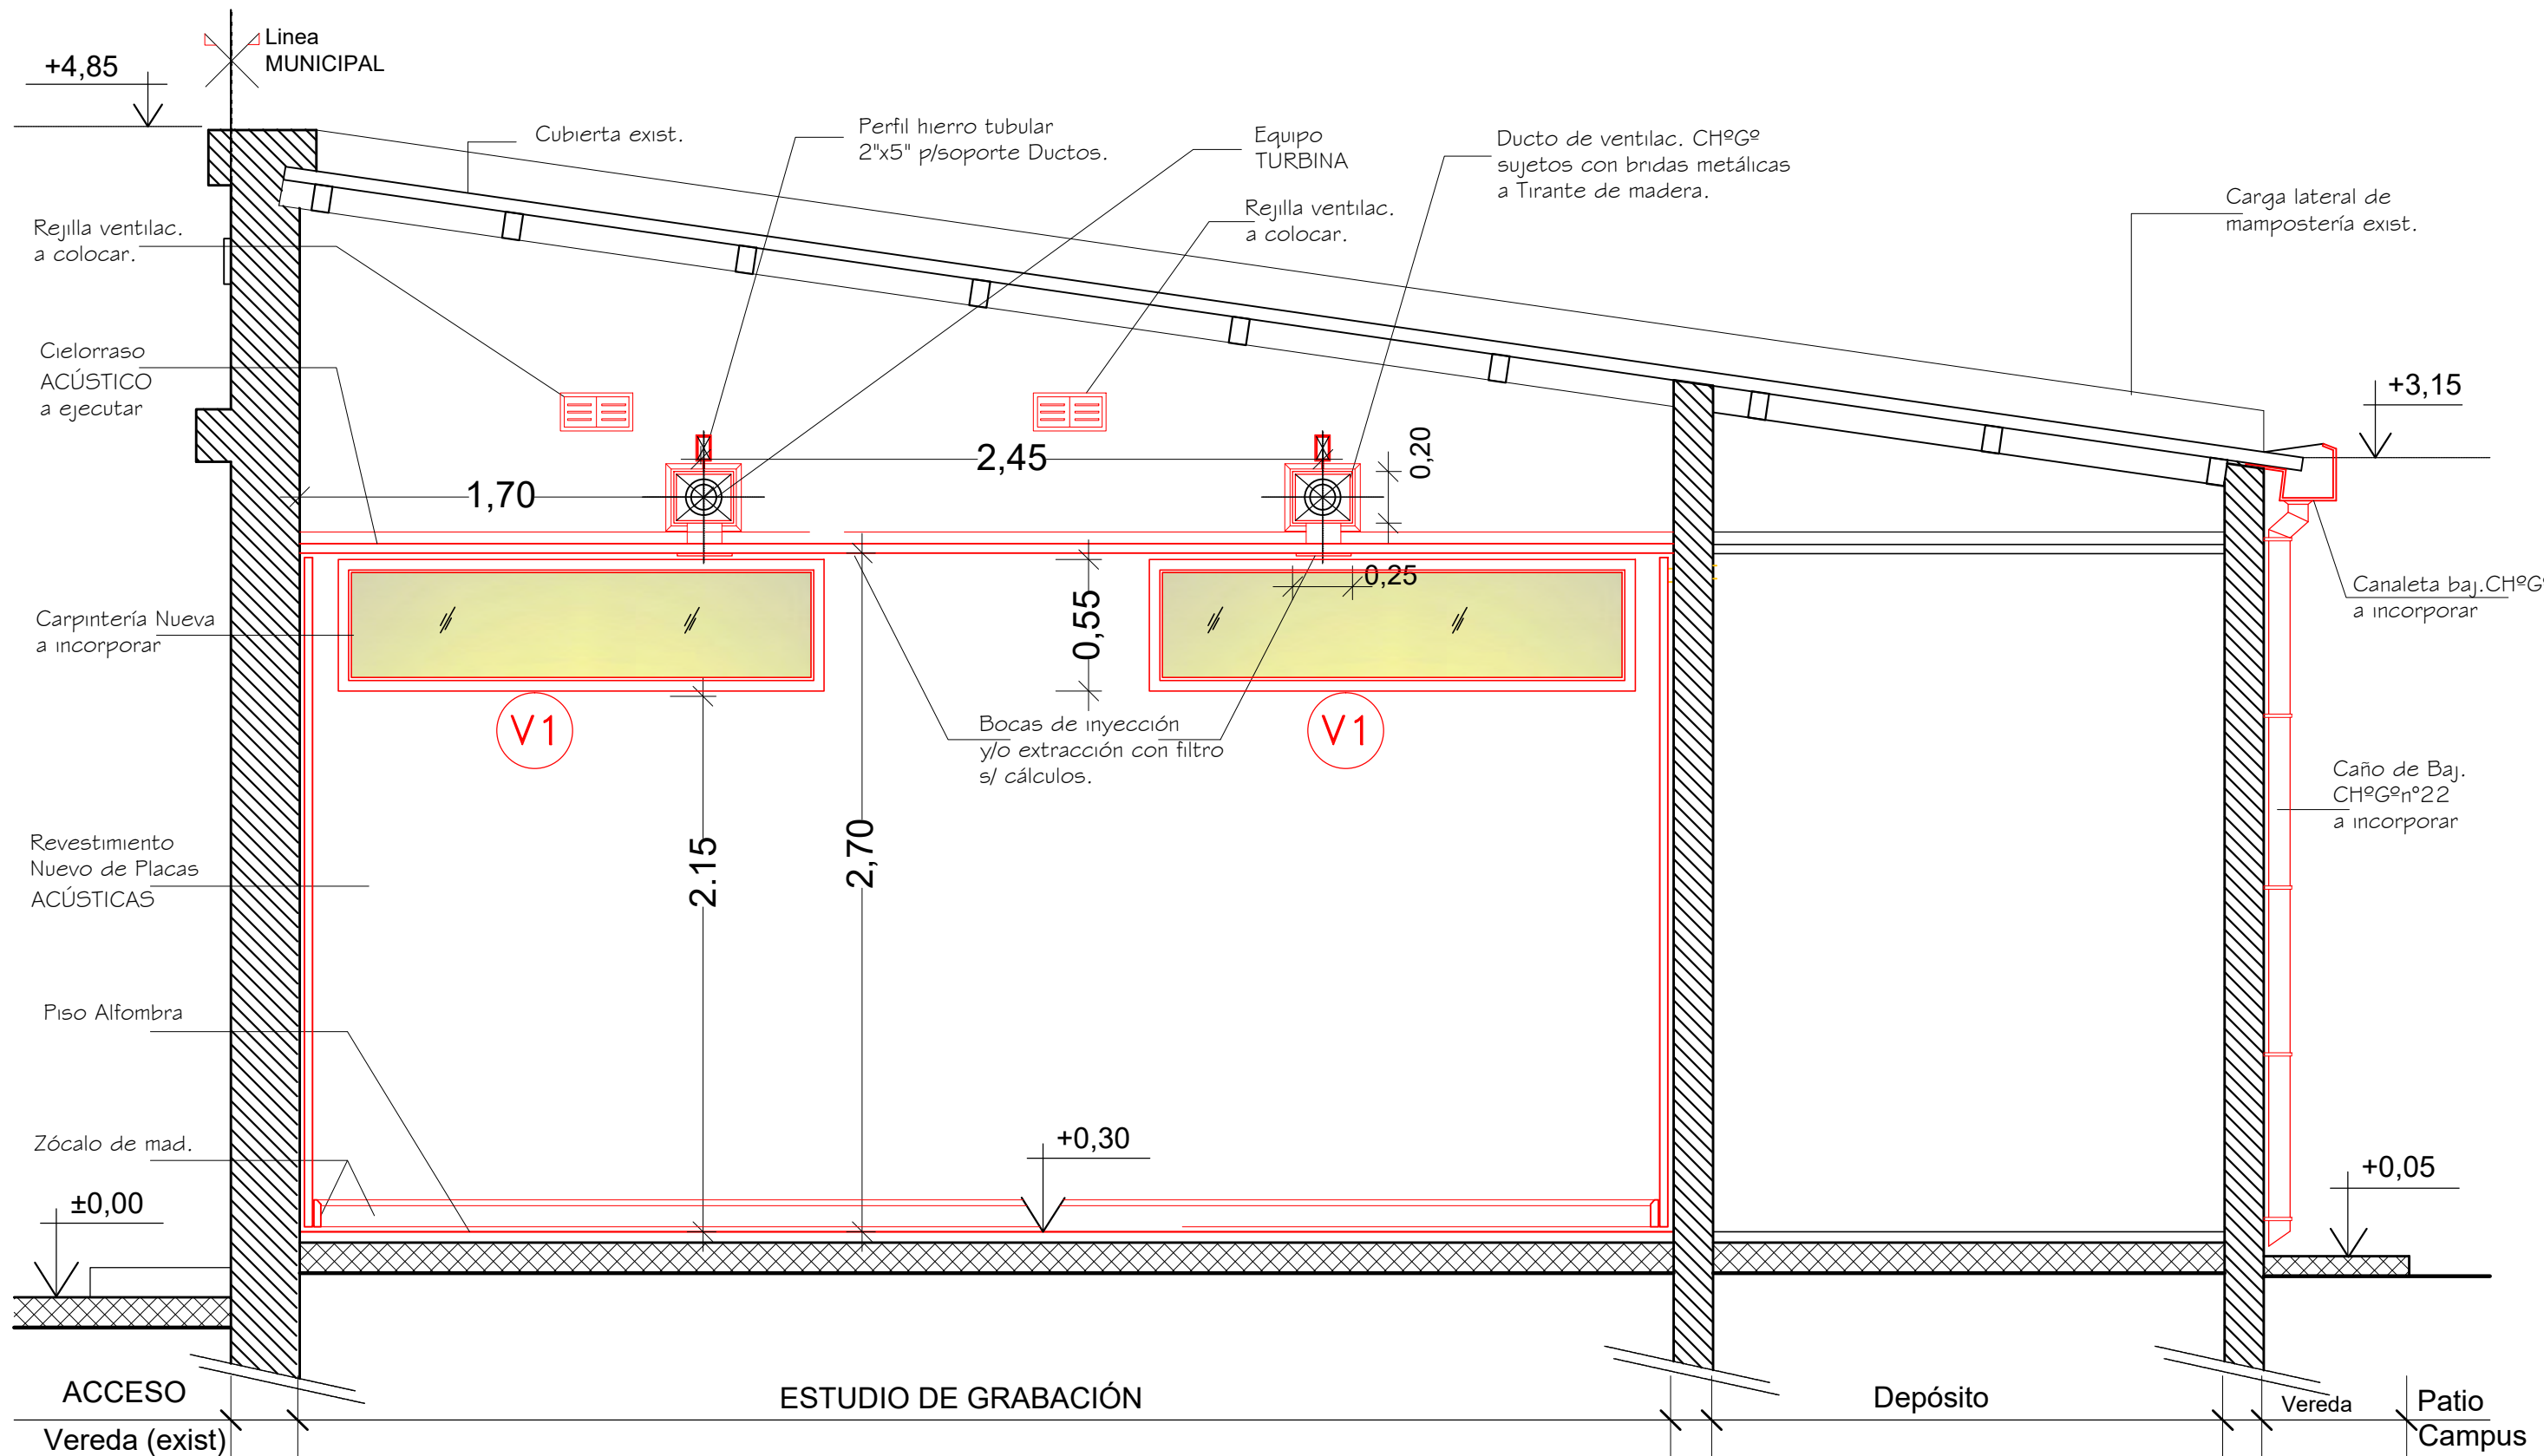 Linea
MUNICIPAL
+4,85
Cubierta exist.
Perfil hierro tubular
2"x5" p/soporte Ductos.
Equipo
TURBINA
Ducto de ventilac. CHºGº
sujetos con bridas metálicas
a Tirante de madera.
Carga lateral de
mampostería exist.
Rejilla ventilac.
a colocar.
Rejilla ventilac.
a colocar.
Cielorraso
ACÚSTICO
a ejecutar
+3,15
2,45
0,20
1,70
0,25
0,55
Canaleta baj.CHºGº
a incorporar
Carpintería Nueva
a incorporar
V1
V1
Bocas de inyección
y/o extracción con filtro
s/ cálculos.
Caño de Baj.
CHºGºn°22
a incorporar
2.15
2,70
Revestimiento
Nuevo de Placas
ACÚSTICAS
Piso Alfombra
Zócalo de mad.
+0,30
±0,00
+0,05
ACCESO
Vereda (exist)
ESTUDIO DE GRABACIÓN
Depósito
Vereda
Patio
Campus